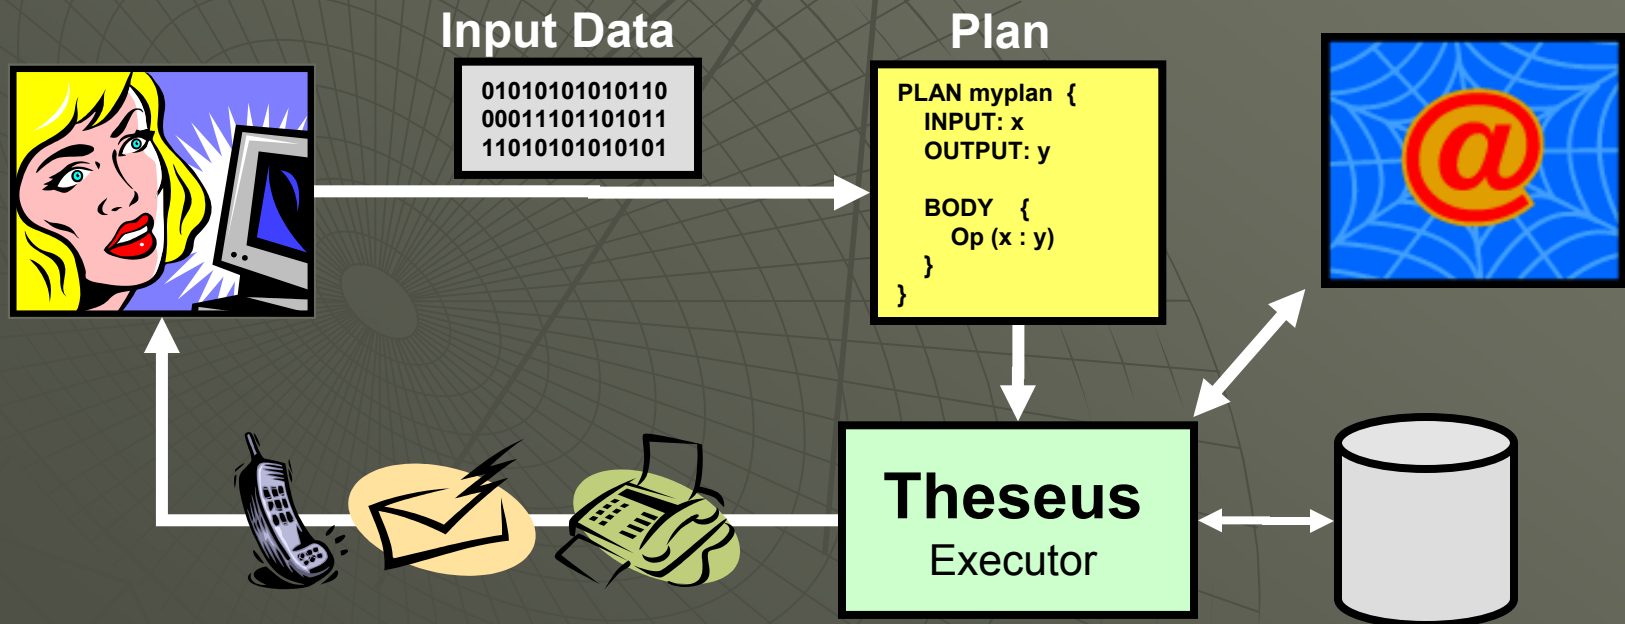 Input Data
01010101010110
00011101101011
11010101010101
Plan
PLAN myplan {
INPUT: x
OUTPUT: y
BODY {
Op (x : y)
}
}
@
Theseus
Executor